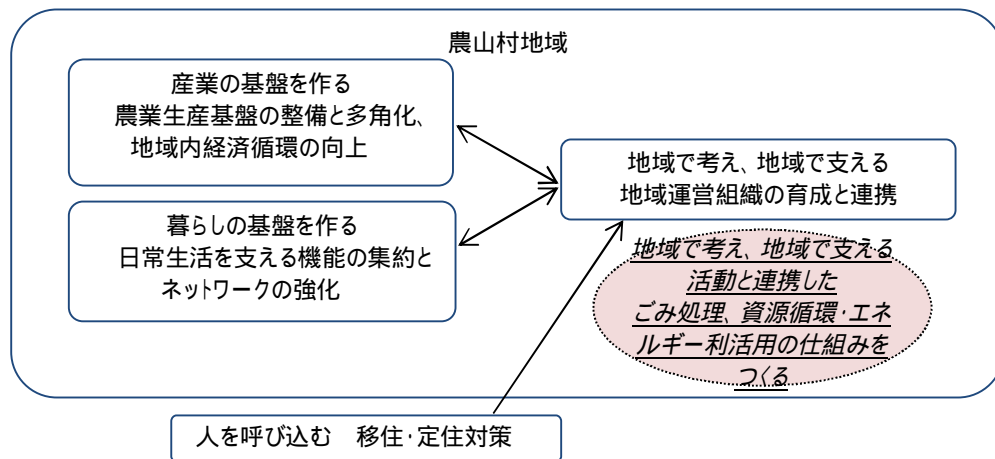 農山村地域
産業の基盤を作る
農業生産基盤の整備と多角化、
地域内経済循環の向上
暮らしの基盤を作る
日常生活を支える機能の集約と
ネットワークの強化
地域で考え、地域で支える
地域運営組織の育成と連携
地域で考え、地域で支える
活動と連携した
ごみ処理、資源循環・エネ
ルギー利活用の仕組みを
つくる
人を呼び込む　移住・定住対策